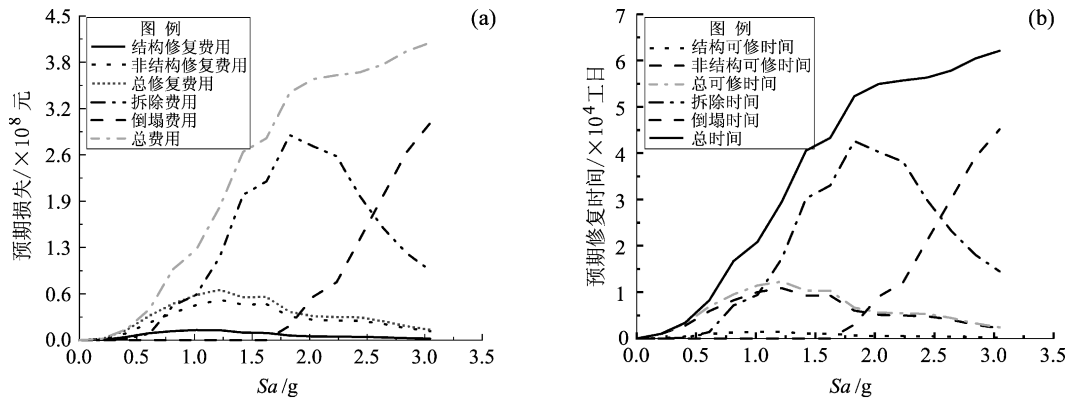 (a)
图 例
结构修复费用
非结构修复费用
总修复费用
拆除费用
倒塌费用
总费用
预期损失/×10⁸元
4.5
3.8
3.2
2.6
1.9
1.3
0.6
0.0
0.0
0.5
1.0
1.5
2.0
2.5
3.0
3.5
Sa/g
(b)
图 例
结构可修时间
非结构可修时间
总可修时间
拆除时间
倒塌时间
总时间
预期修复时间/×10⁴工日
7
6
5
4
3
2
1
0
0.0
0.5
1.0
1.5
2.0
2.5
3.0
3.5
Sa/g